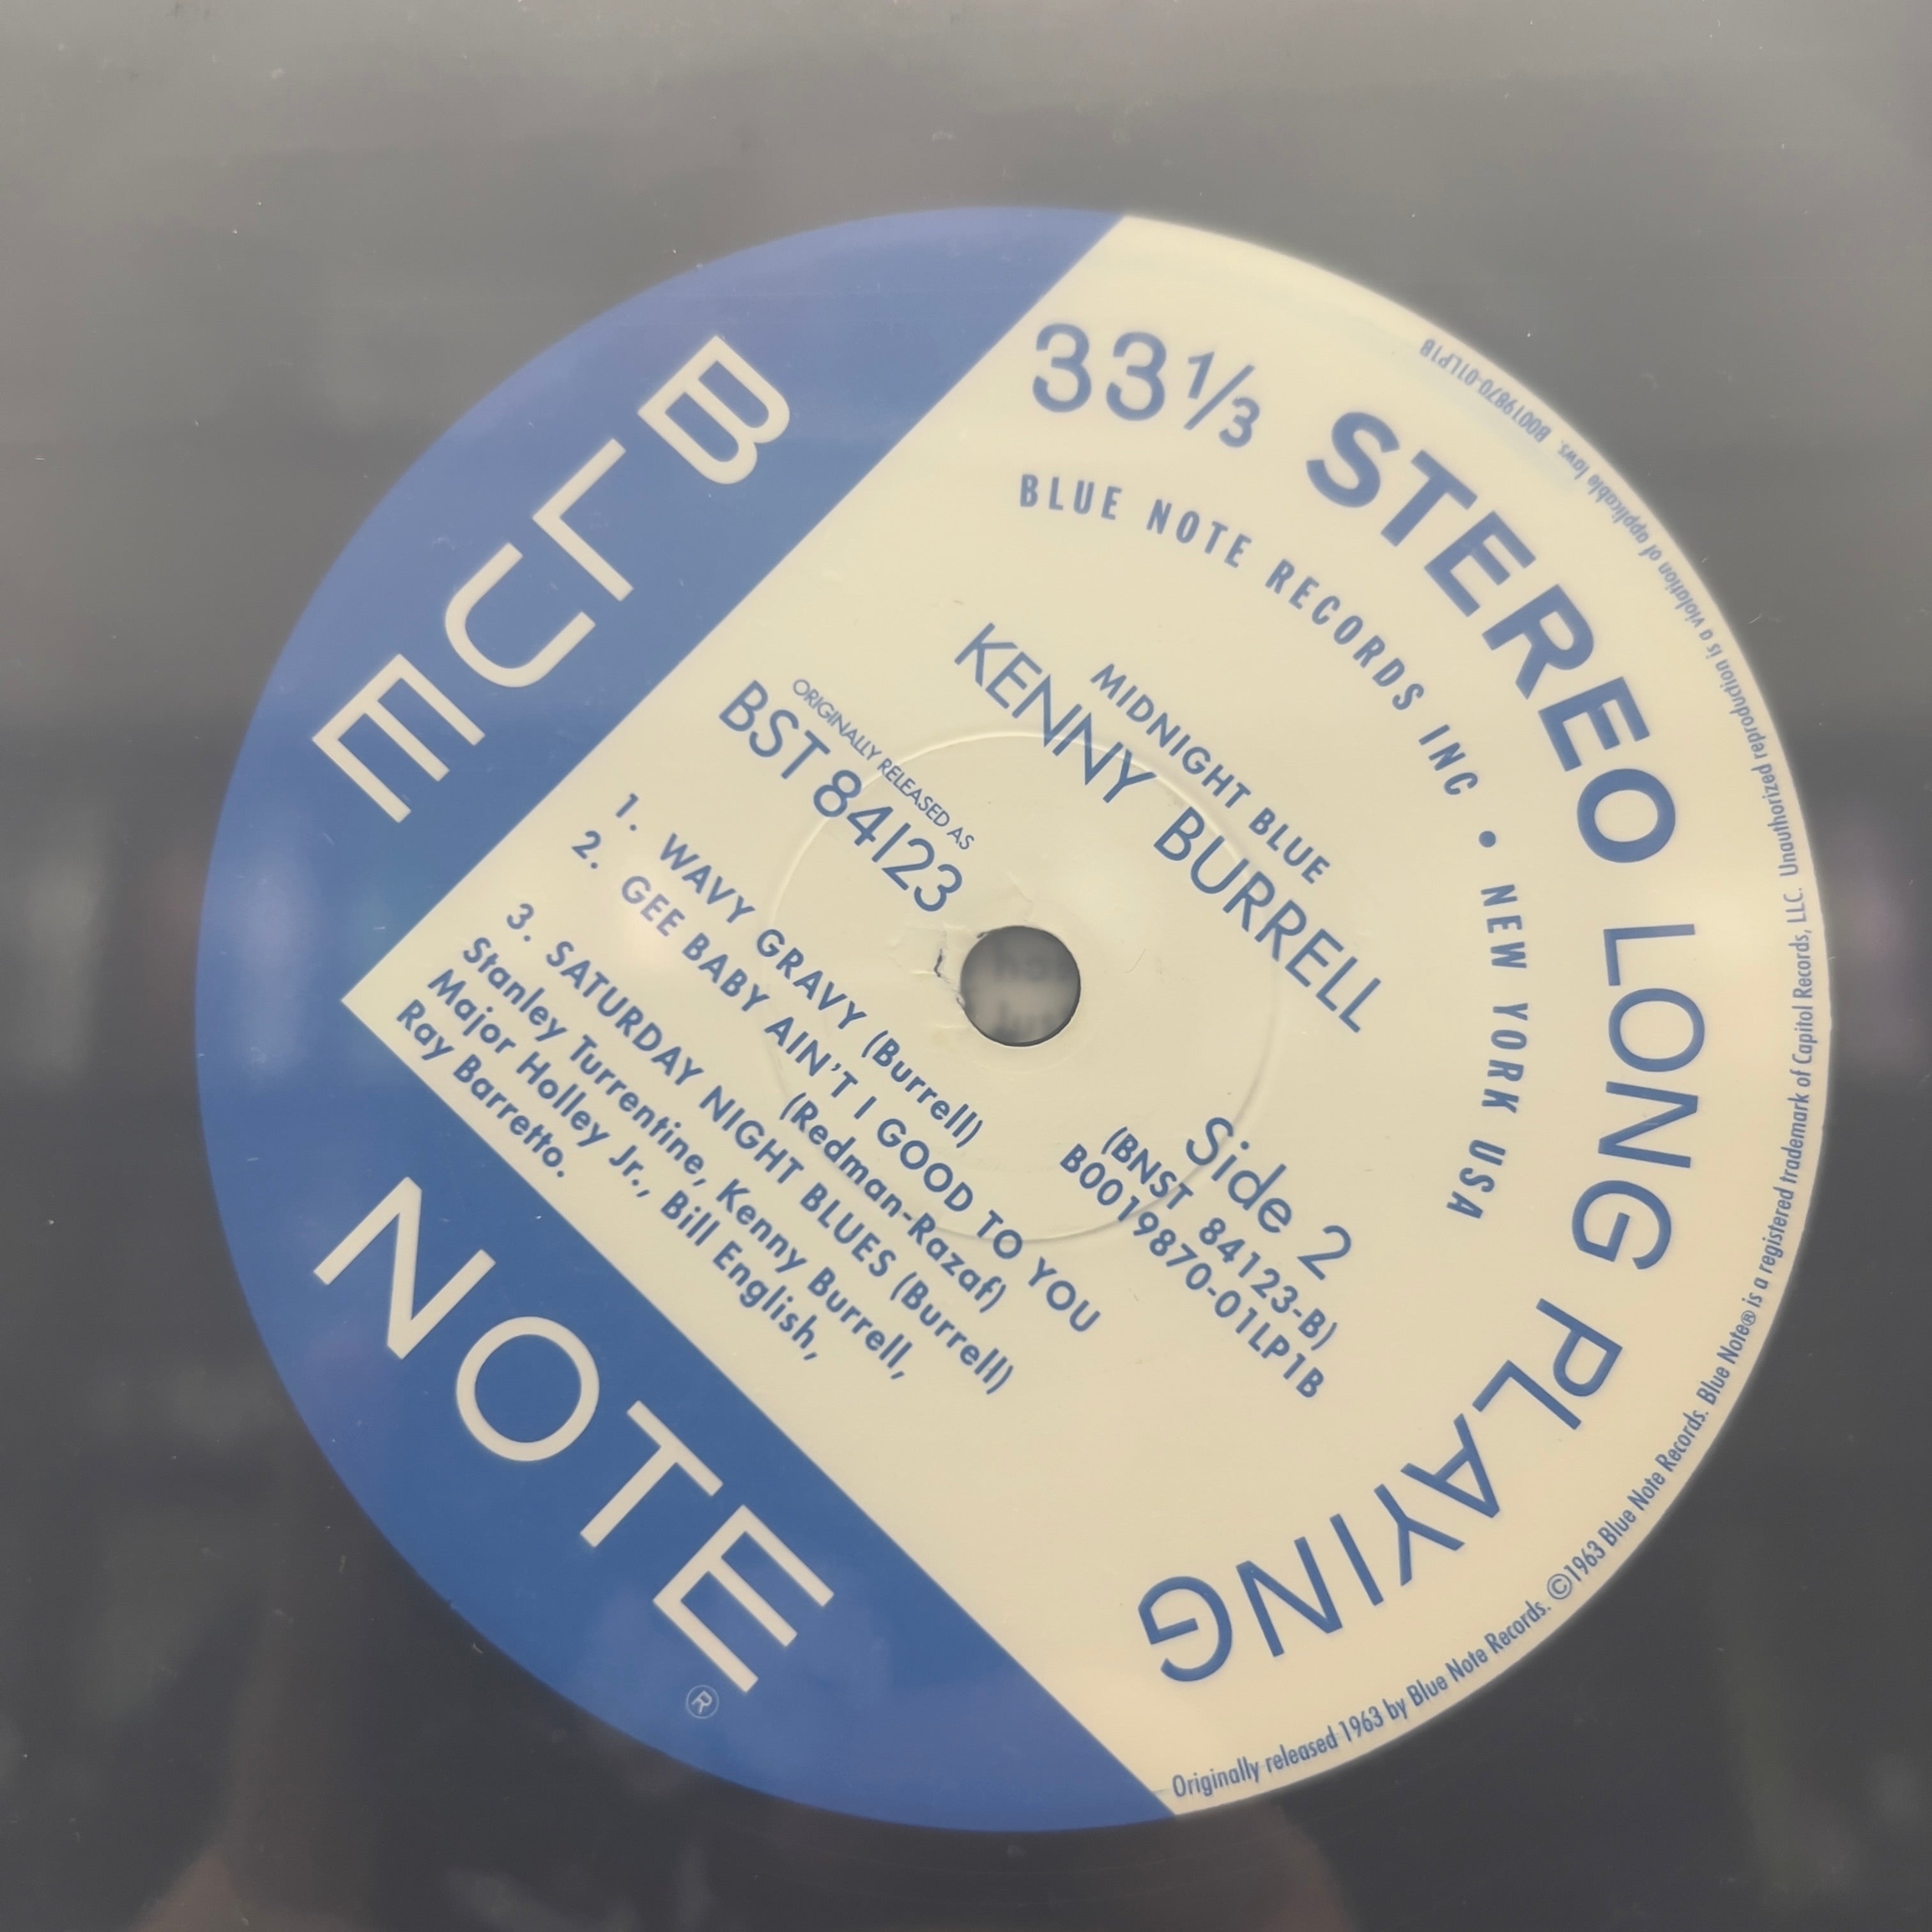 33 1/3 STEREO LONG PLAYING
BLUE NOTE RECORDS INC • NEW YORK USA
MIDNIGHT BLUE
KENNY BURRELL
ORIGINALLY RELEASED AS
BST 84123
Side 2
(BNST 84123-B)
B0019870-01LP1B
1. WAVY GRAVY (Burrell)
2. GEE BABY AIN'T I GOOD TO YOU
(Redman-Razaf)
3. SATURDAY NIGHT BLUES (Burrell)
Stanley Turrentine, Kenny Burrell,
Major Holley Jr., Bill English,
Ray Barretto.
BLUE
NOTE
®
Originally released 1963 by Blue Note Records. ©1963 Blue Note Records. Blue Note® is a registered trademark of Capitol Records, LLC. Unauthorized reproduction is a violation of applicable laws. B0019870-01LP1B